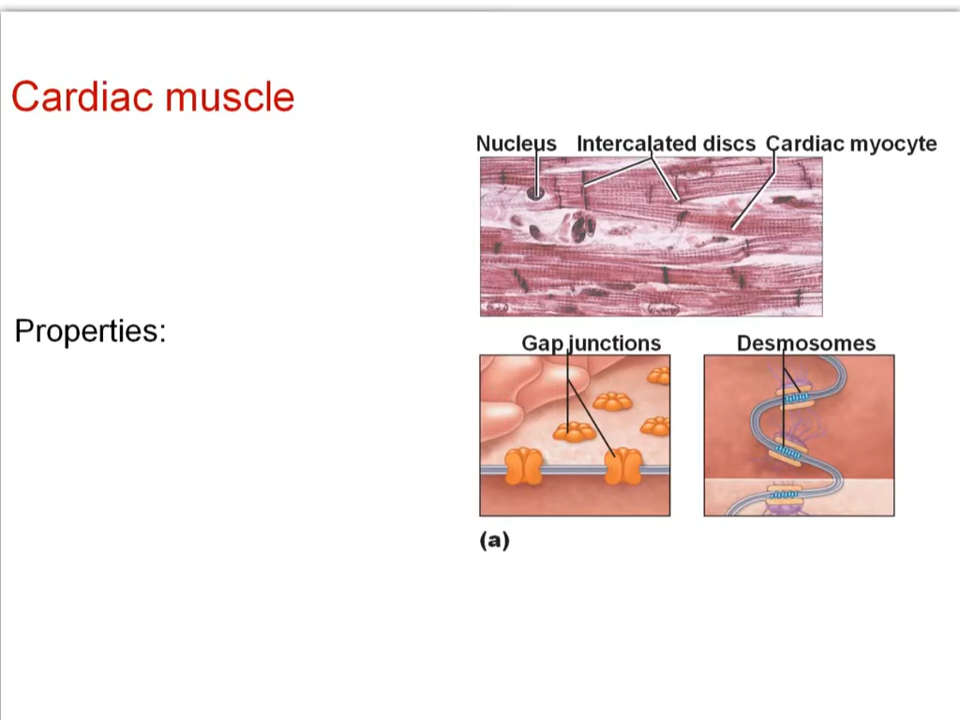 Cardiac muscle
Nucleus Intercalated discs Cardiac myocyte
Properties:
Gap junctions Desmosomes
(a)